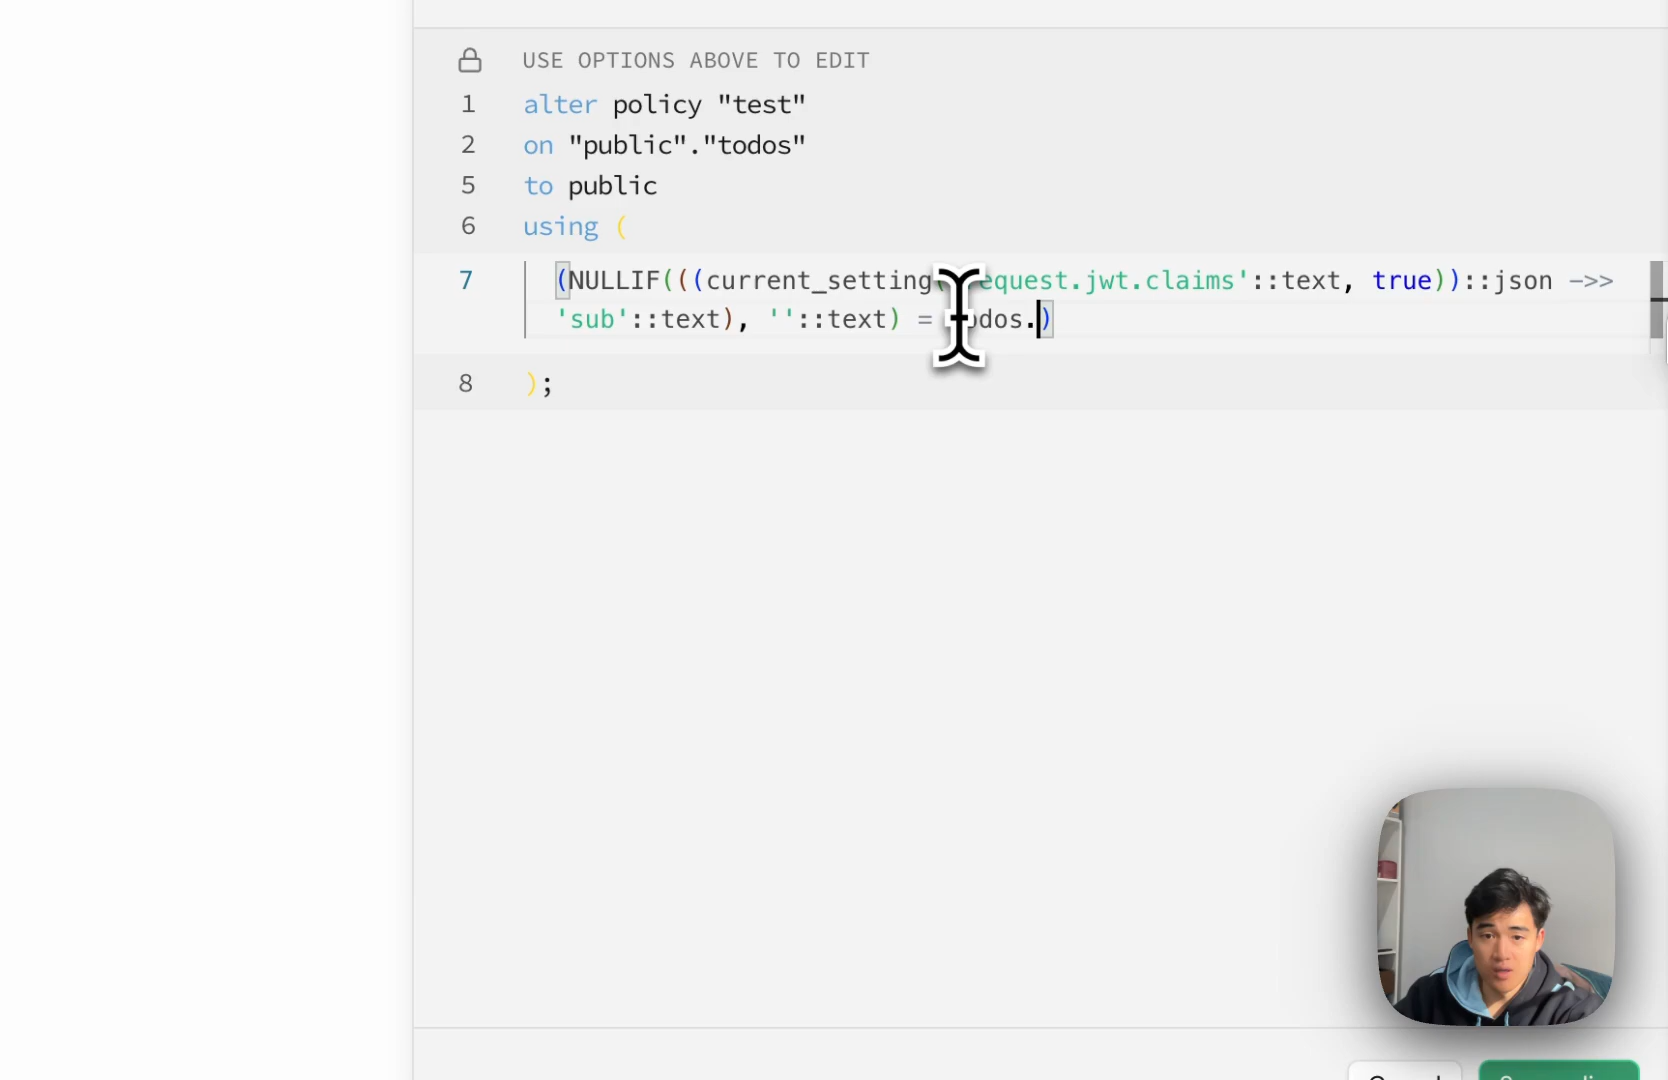 USE OPTIONS ABOVE TO EDIT
1 alter policy "test"
2 on "public"."todos"
5 to public
6 using (
7 (NULLIF(((current_setting( equest.jwt.claims'::text, true))::json ->>
'sub'::text), ''::text) = odos.)
8 );